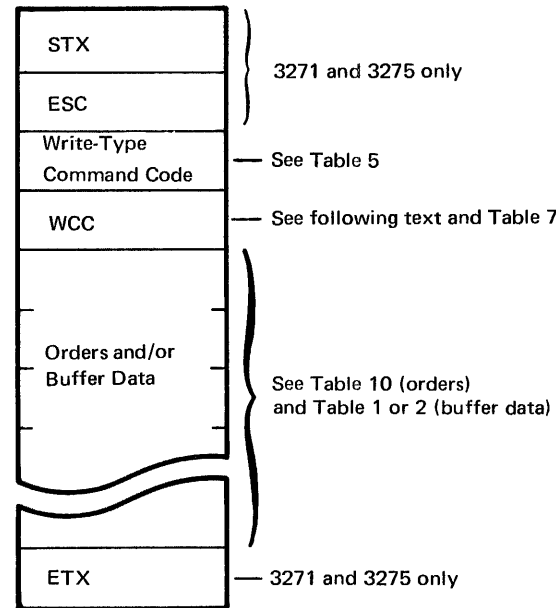 STX
ESC
3271 and 3275 only
Write-Type
Command Code
See Table 5
WCC
See following text and Table 7
Orders and/or
Buffer Data
See Table 10 (orders)
and Table 1 or 2 (buffer data)
ETX
3271 and 3275 only